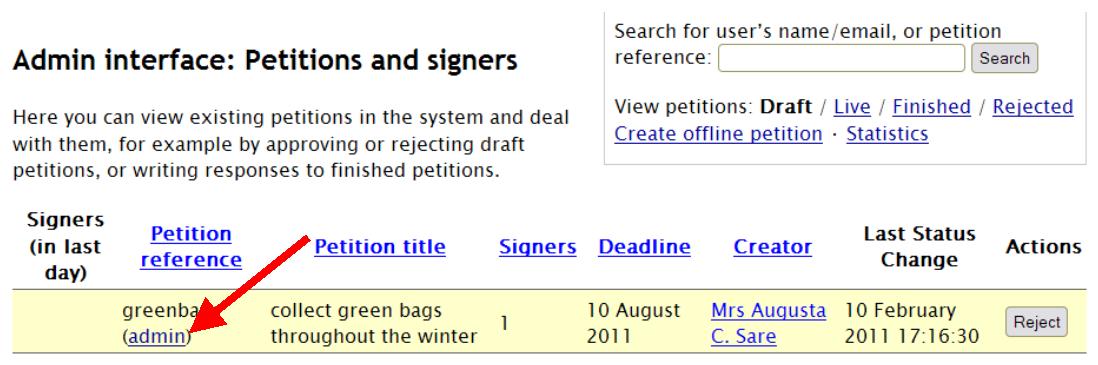 Admin interface: Petitions and signers
Here you can view existing petitions in the system and deal
with them, for example by approving or rejecting draft
petitions, or writing responses to finished petitions.
Search for user's name/email, or petition
reference: Search
View petitions: Draft / Live / Finished / Rejected
Create offline petition · Statistics
Signers
(in last
day)
Petition
reference
Petition title
Signers
Deadline
Creator
Last Status
Change
Actions
(admin)
collect green bags
throughout the winter
1
10 August
2011
Mrs Augusta
C. Sare
10 February
2011 17:16:30
Reject